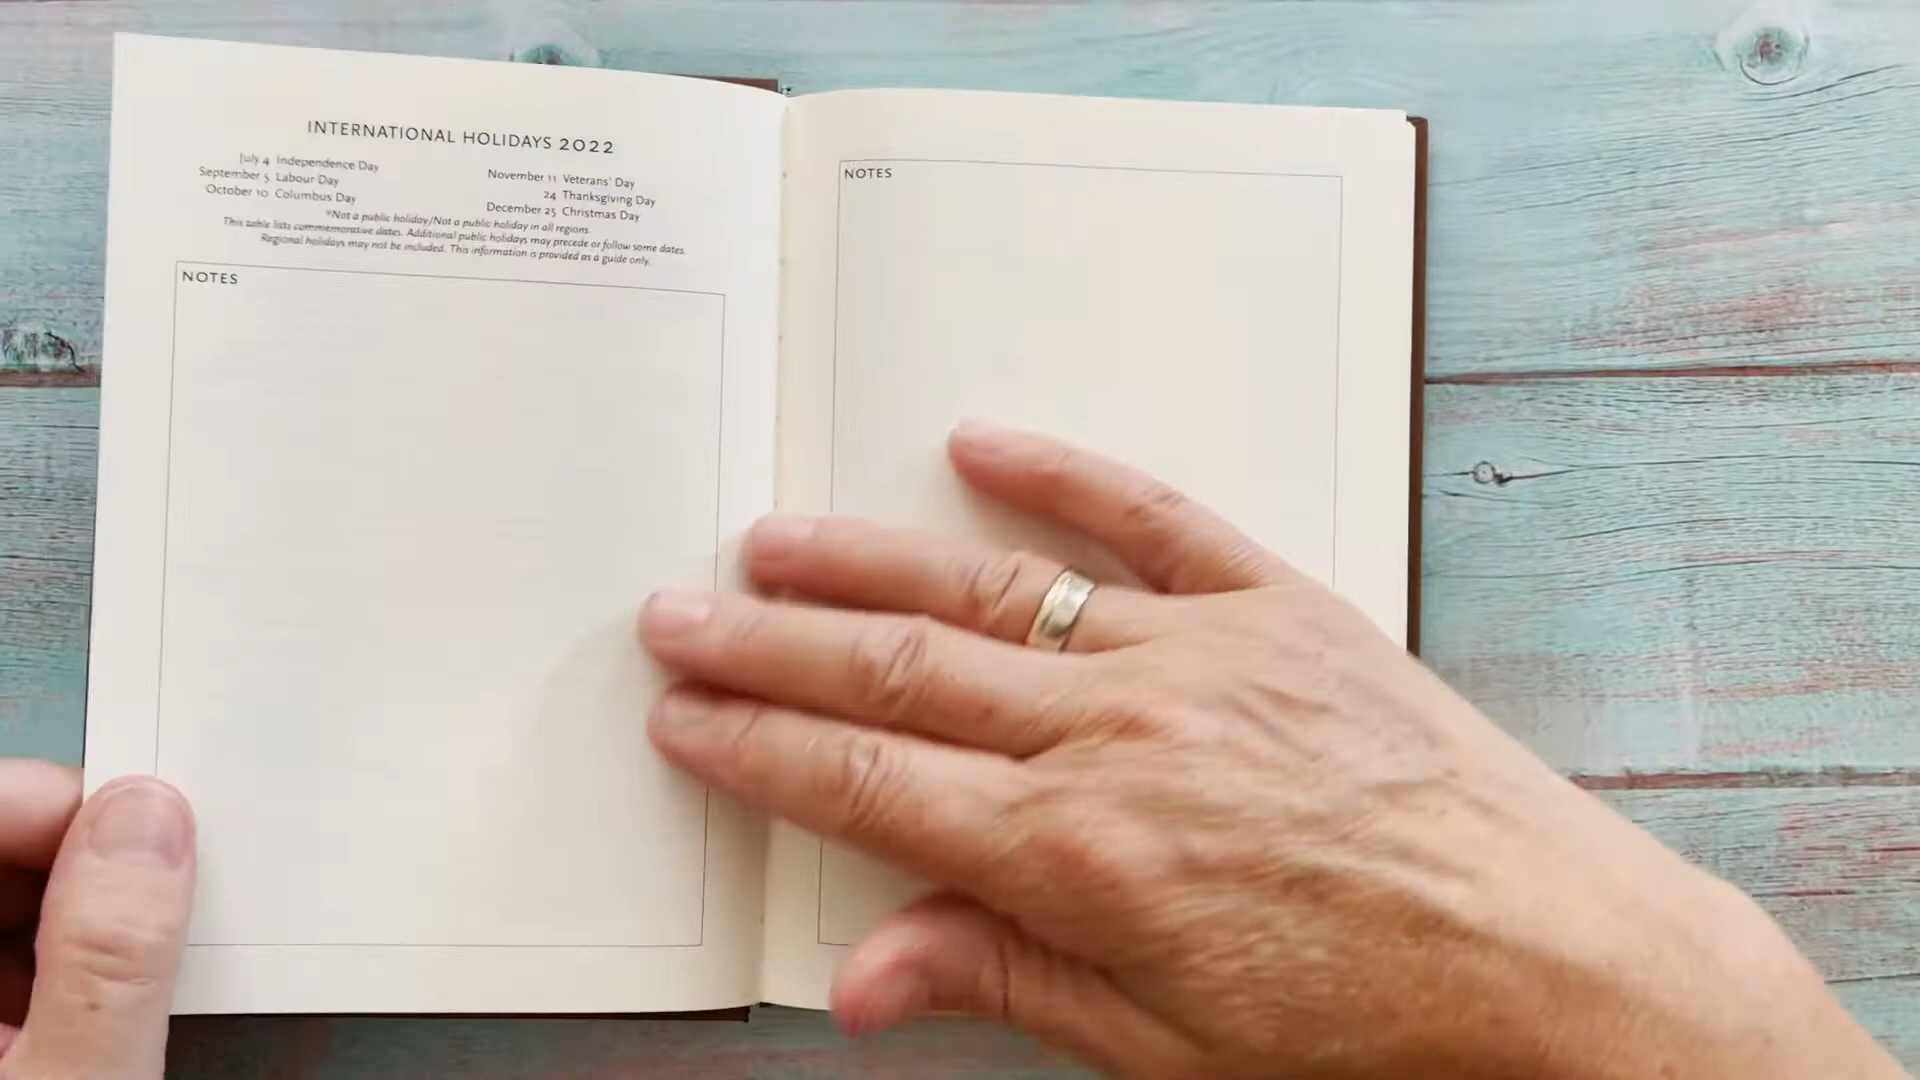 INTERNATIONAL HOLIDAYS 2022
July 4 Independence Day
September 5 Labour Day
October 10 Columbus Day
November 11 Veterans' Day
24 Thanksgiving Day
December 25 Christmas Day
*Not a public holiday/Not a public holiday in all regions.
This table lists commemorative dates. Additional public holidays may precede or follow some dates.
Regional holidays may not be included. This information is provided as a guide only.
NOTES
NOTES